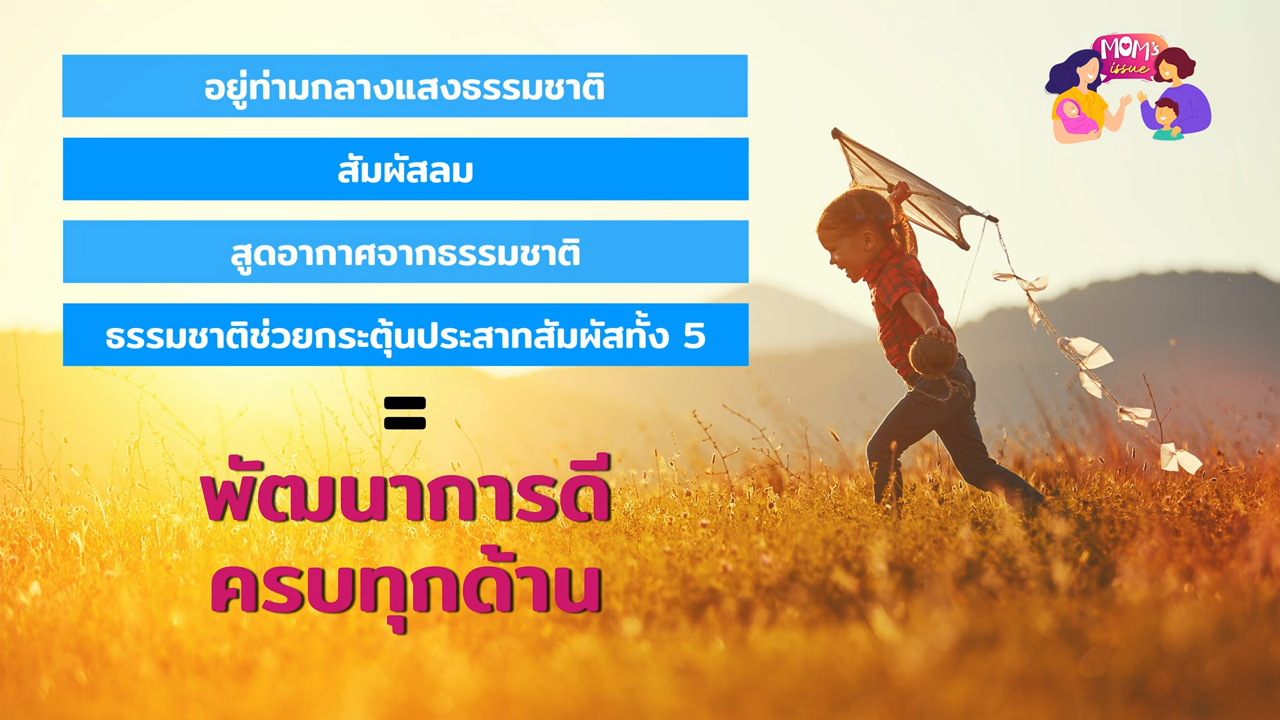 MOM's
issue
อยู่ท่ามกลางแสงธรรมชาติ
สัมผัสลม
สูดอากาศจากธรรมชาติ
ธรรมชาติช่วยกระตุ้นประสาทสัมผัสทั้ง 5
=
พัฒนาการดี
ครบทุกด้าน